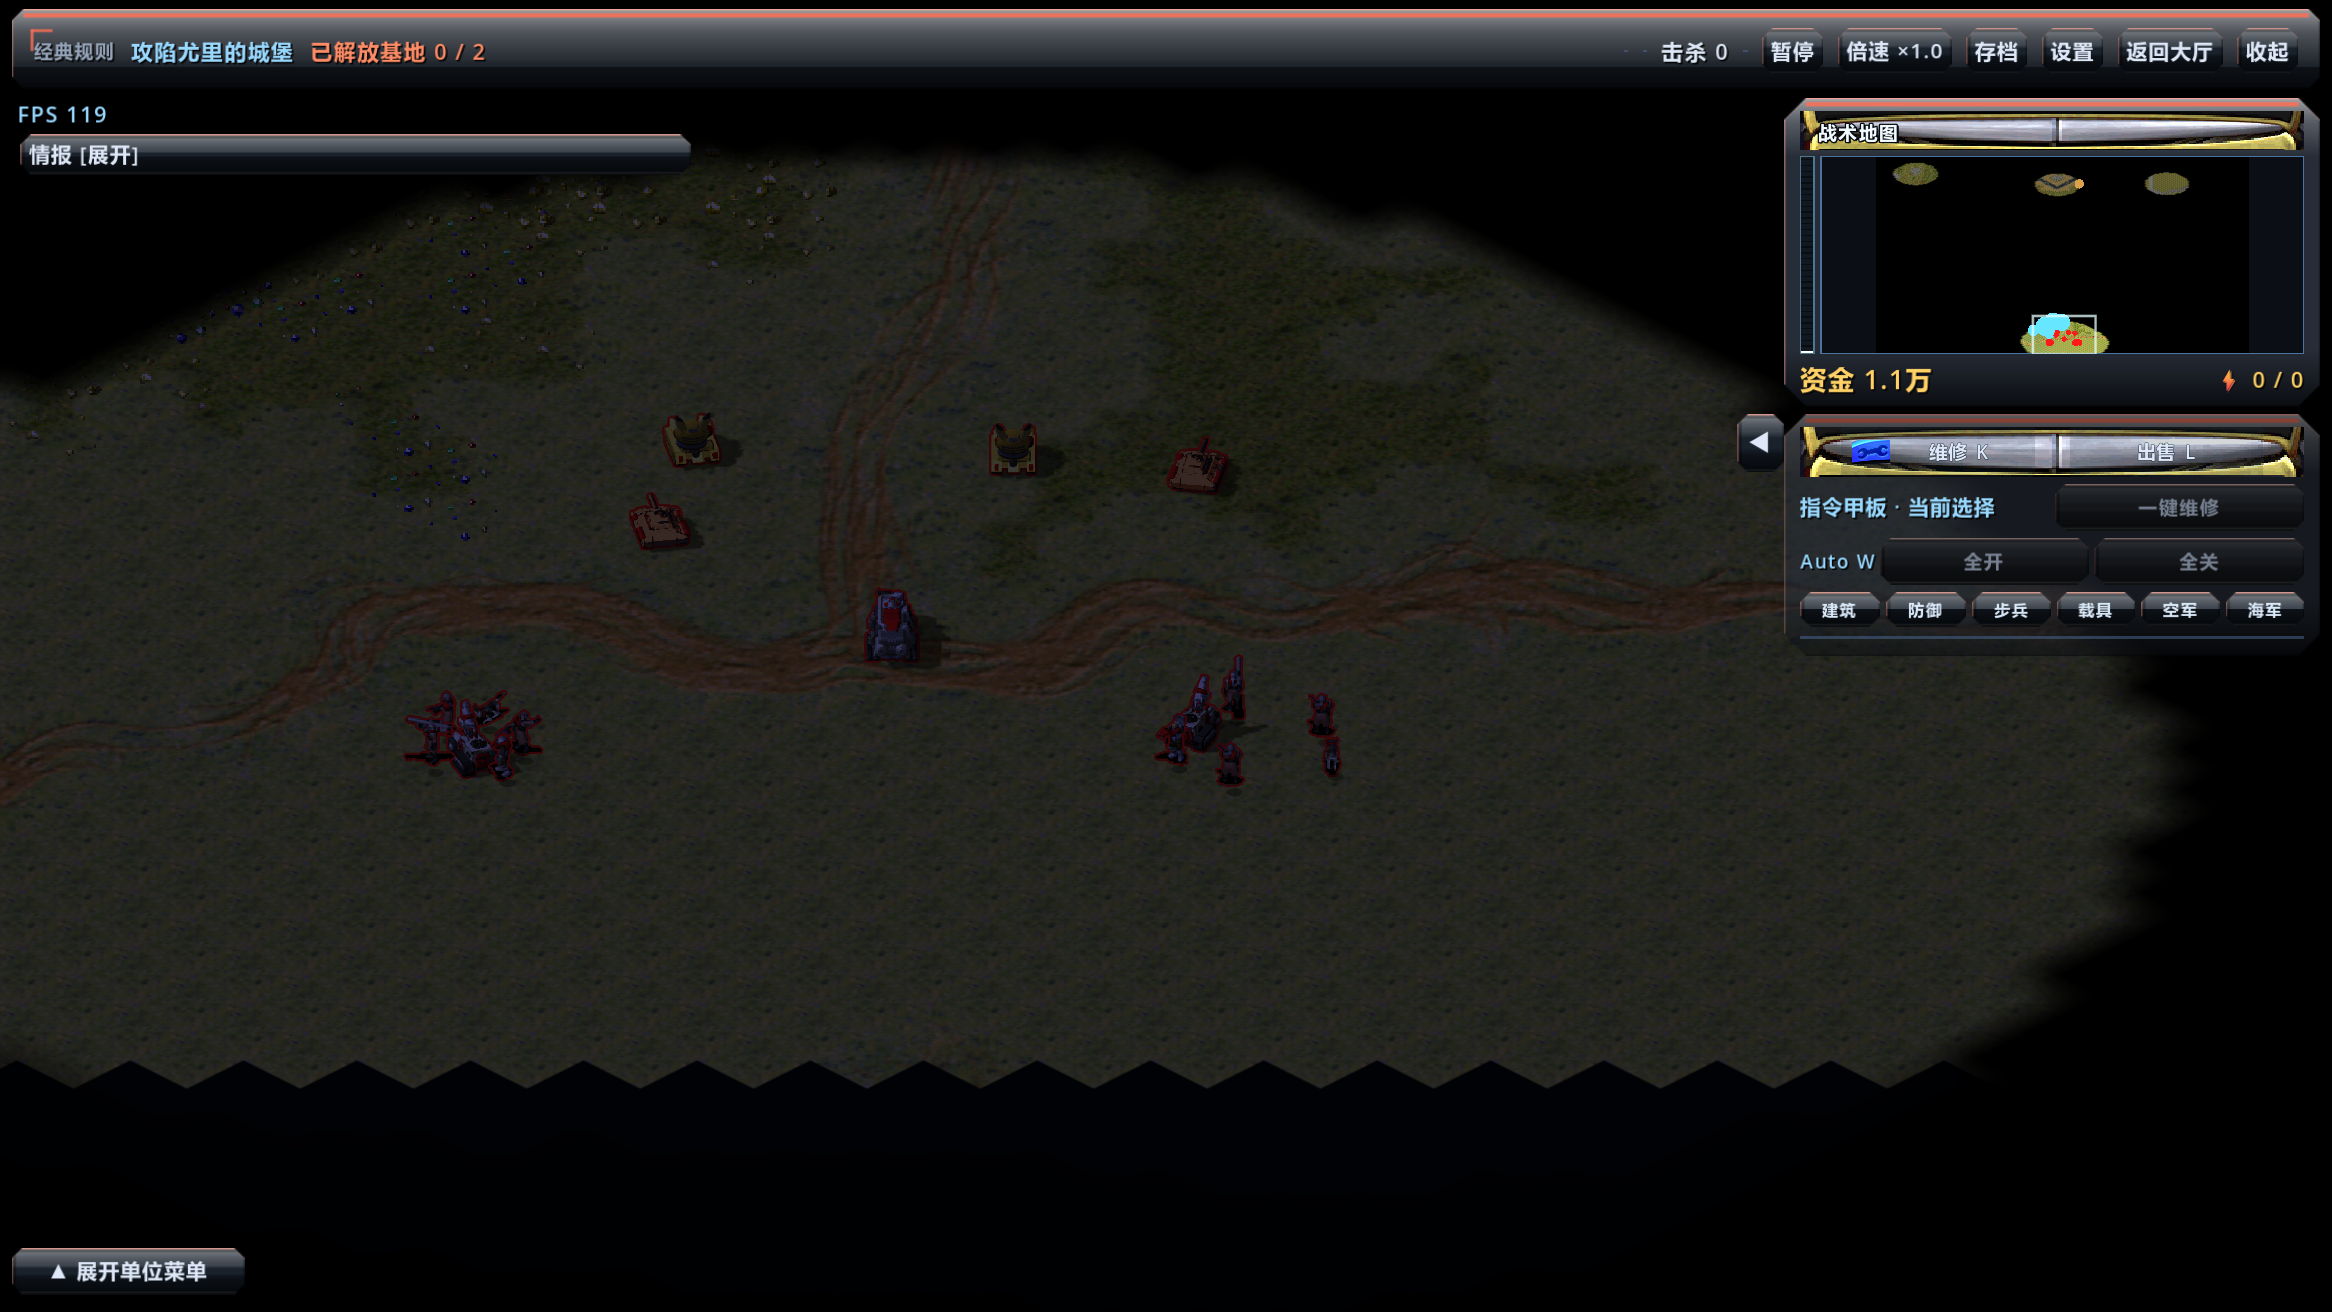 经典规则 攻陷尤里的城堡 已解放基地 0 / 2
击杀 0 暂停 倍速 ×1.0 存档 设置 返回大厅 收起
FPS 119
情报 [展开]
战术地图
资金 1.1万 0 / 0
维修 K 出售 L
指令甲板 · 当前选择 一键维修
Auto W 全开 全关
建筑 防御 步兵 载具 空军 海军
▲ 展开单位菜单